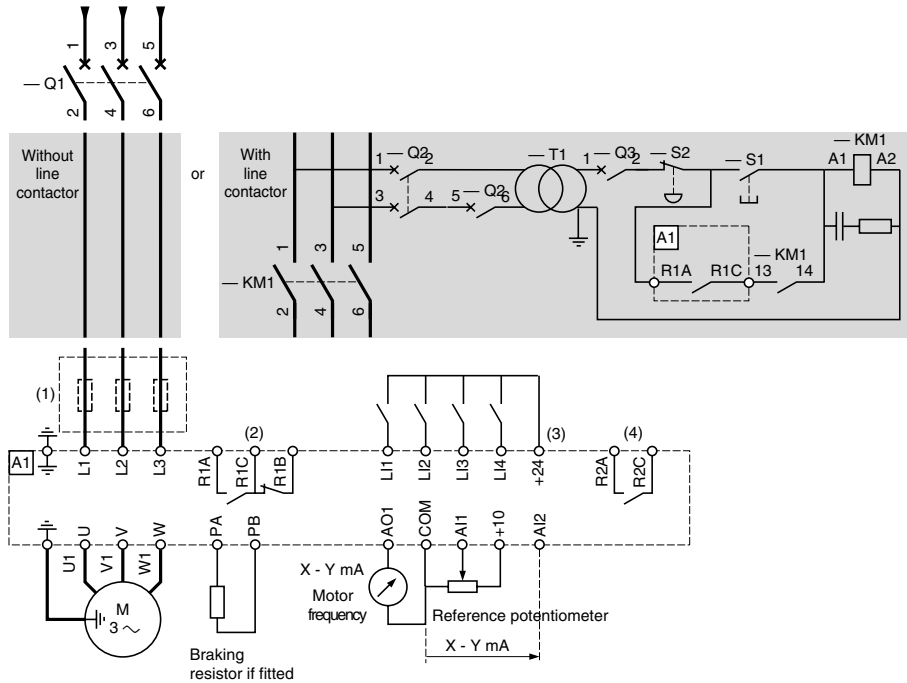 1 3 5
— Q1
2 4 6
Without
line
contactor
or
With
line
contactor
1 — Q2 2
3 4 5 — Q2 6
— T1
1 — Q3 2
— S2
— S1
— KM1
A1 A2
A1
R1A R1C
— KM1
13 14
1 3 5
— KM1
2 4 6
(1)
A1
L1 L2 L3
(2)
R1A R1C R1B
LI1 LI2 LI3 LI4 +24
(3)
(4)
R2A R2C
U V W
PA PB
AO1 COM AI1 +10 AI2
U1 V1 W1
M
3 ~
Braking
resistor if fitted
X - Y mA
Motor
frequency
Reference potentiometer
X - Y mA